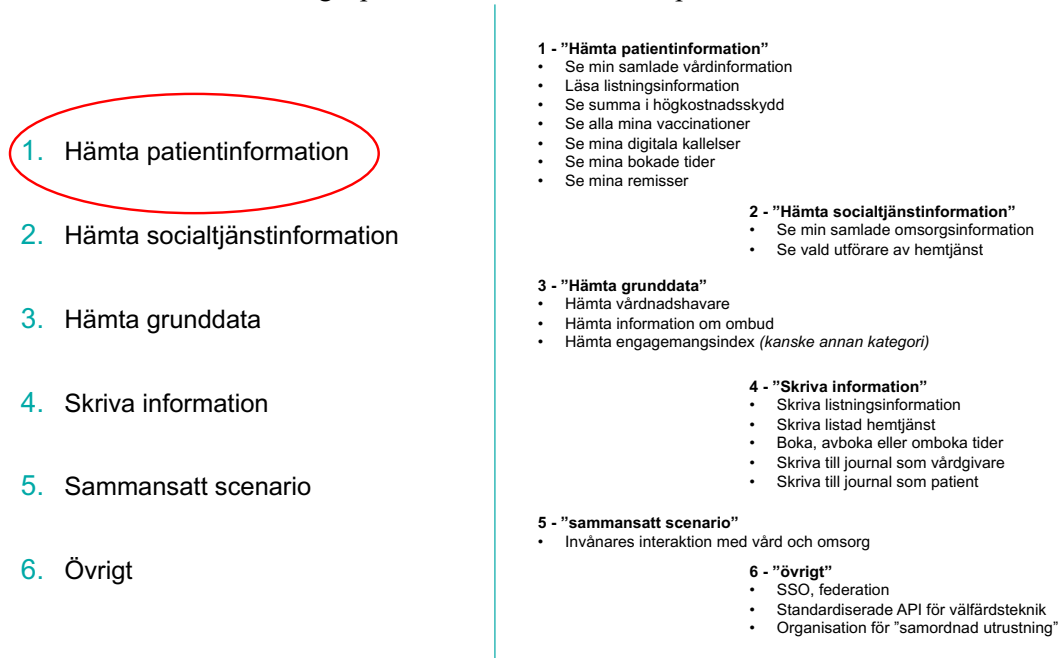 1. Hämta patientinformation
2. Hämta socialtjänstinformation
3. Hämta grunddata
4. Skriva information
5. Sammansatt scenario
6. Övrigt
1 - ”Hämta patientinformation”
• Se min samlade vårdinformation
• Läsa listningsinformation
• Se summa i högkostnadsskydd
• Se alla mina vaccinationer
• Se mina digitala kallelser
• Se mina bokade tider
• Se mina remisser
2 - ”Hämta socialtjänstinformation”
• Se min samlade omsorgsinformation
• Se vald utförare av hemtjänst
3 - ”Hämta grunddata”
• Hämta vårdnadshavare
• Hämta information om ombud
• Hämta engagemangsindex (kanske annan kategori)
4 - ”Skriva information”
• Skriva listningsinformation
• Skriva listad hemtjänst
• Boka, avboka eller omboka tider
• Skriva till journal som vårdgivare
• Skriva till journal som patient
5 - ”sammansatt scenario”
• Invånares interaktion med vård och omsorg
6 - ”övrigt”
• SSO, federation
• Standardiserade API för välfärdsteknik
• Organisation för ”samordnad utrustning”